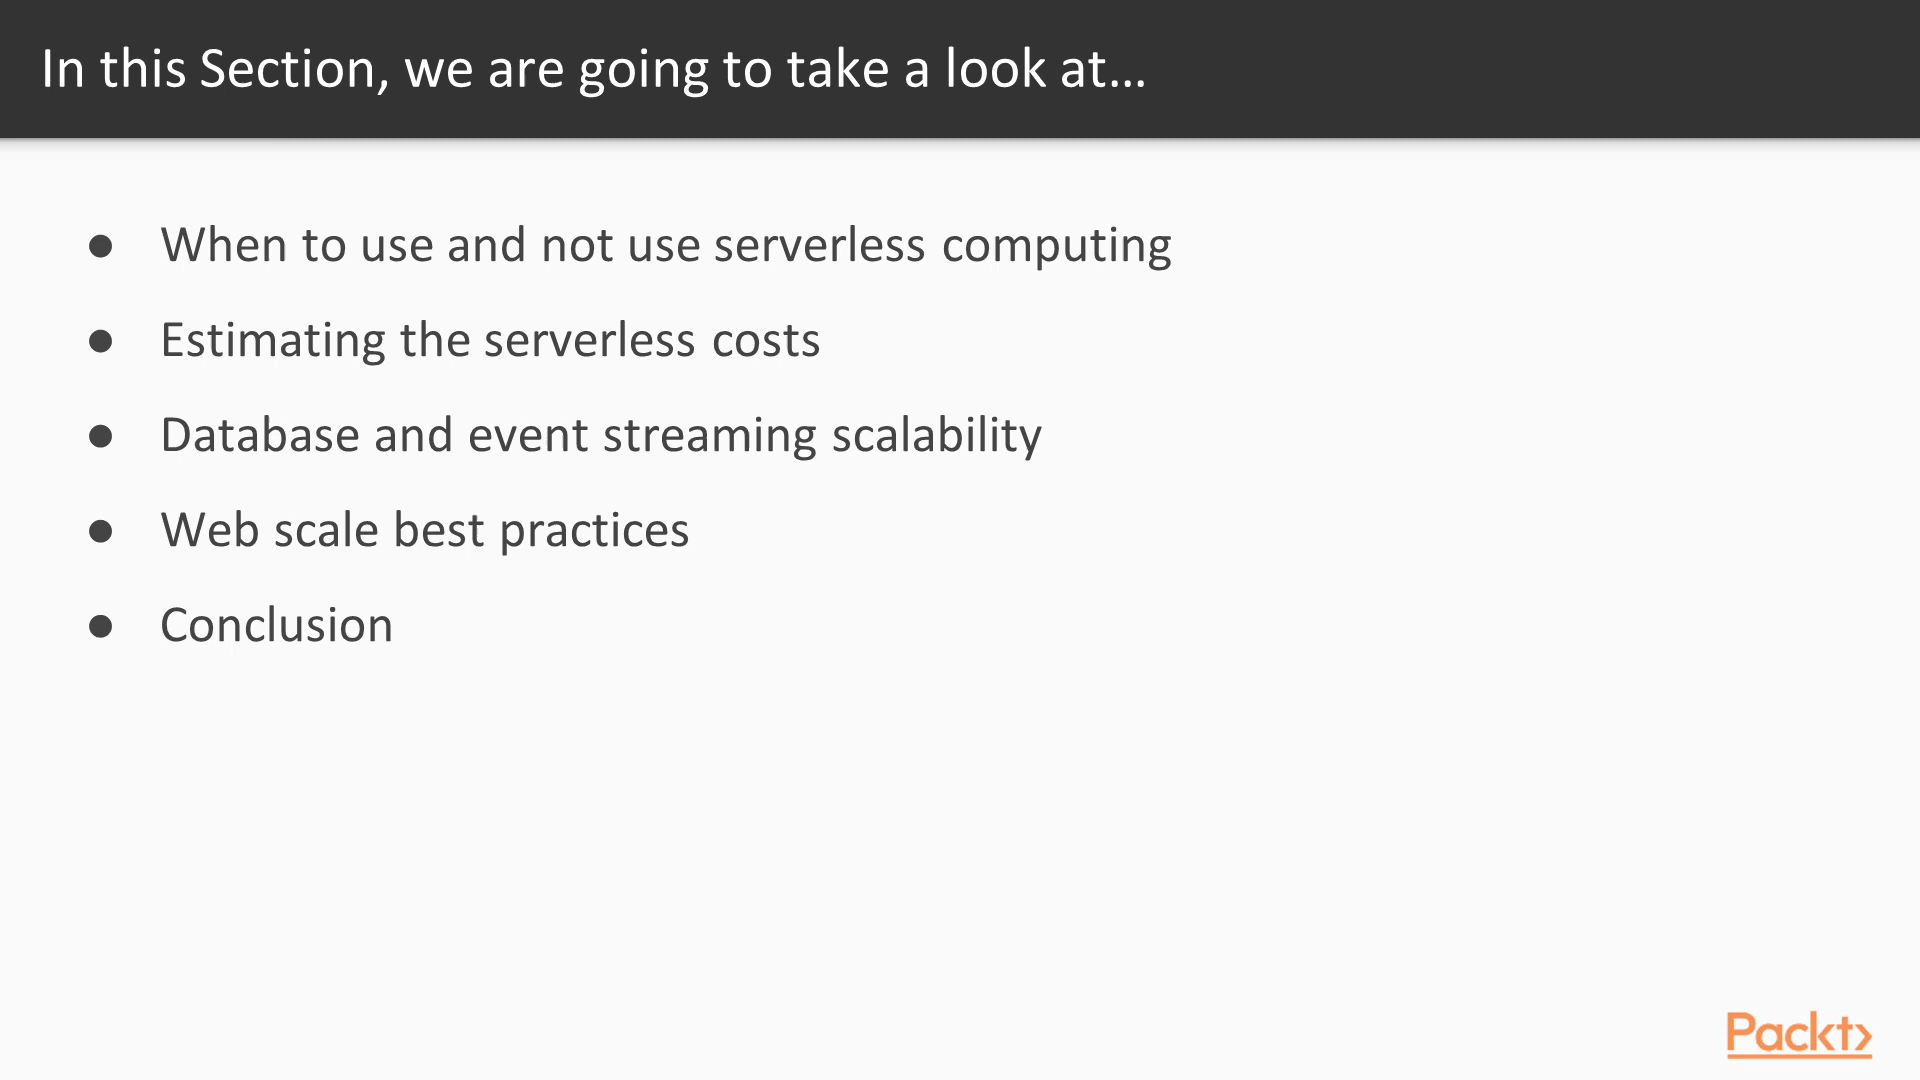 In this Section, we are going to take a look at...
● When to use and not use serverless computing
● Estimating the serverless costs
● Database and event streaming scalability
● Web scale best practices
● Conclusion
Packt>